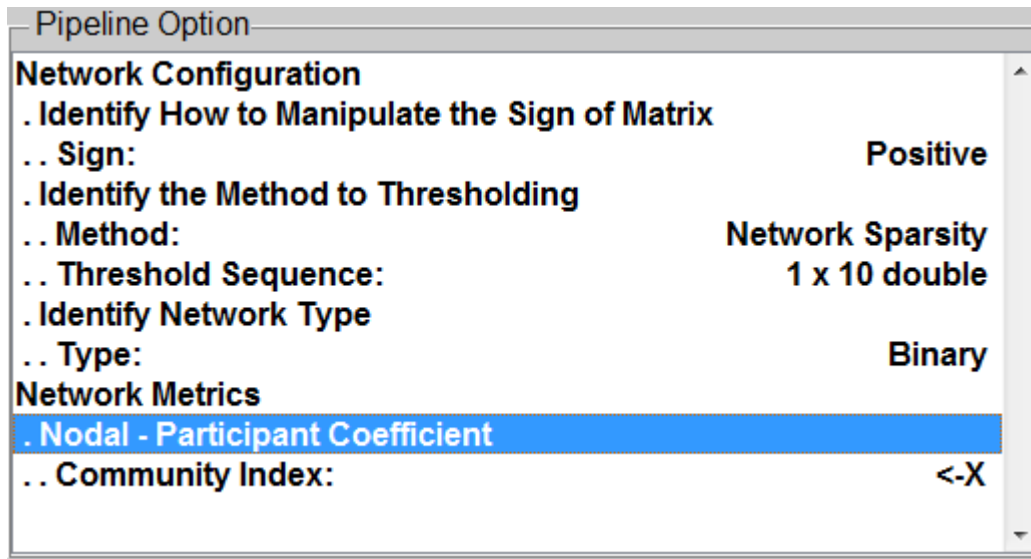 Pipeline Option
Network Configuration
. Identify How to Manipulate the Sign of Matrix
. . Sign: Positive
. Identify the Method to Thresholding
. . Method: Network Sparsity
. . Threshold Sequence: 1 x 10 double
. Identify Network Type
. . Type: Binary
Network Metrics
. Nodal - Participant Coefficient
. . Community Index: <-X